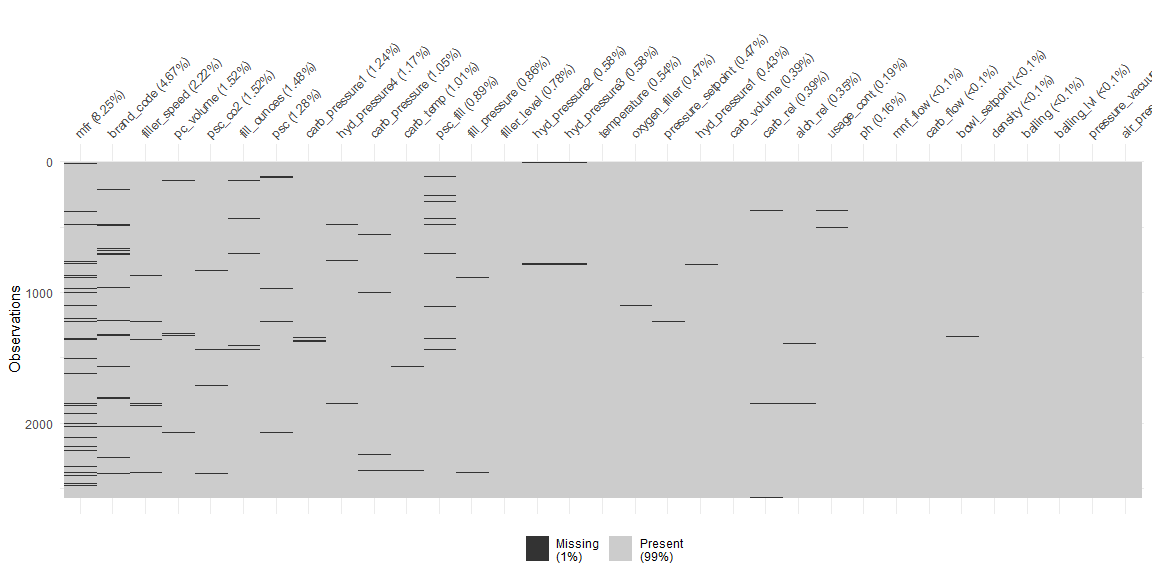 mfr (8.25%)
brand_code (4.67%)
filler_speed (2.22%)
pc_volume (1.52%)
psc_co2 (1.52%)
fill_ounces (1.48%)
psc (1.28%)
carb_pressure1 (1.24%)
hyd_pressure4 (1.17%)
carb_pressure (1.05%)
carb_temp (1.01%)
psc_fill (0.89%)
fill_pressure (0.86%)
filler_level (0.78%)
hyd_pressure2 (0.58%)
hyd_pressure3 (0.58%)
temperature (0.54%)
oxygen_filler (0.47%)
pressure_setpoint (0.47%)
hyd_pressure1 (0.43%)
carb_volume (0.39%)
carb_rel (0.39%)
alch_rel (0.35%)
usage_cont (0.19%)
ph (0.16%)
mnf_flow (<0.1%)
carb_flow (<0.1%)
bowl_setpoint (<0.1%
density (<0.1%)
balling (<0.1%)
balling_lvl (<0.1%)
pressure_vacuu
air_pres
0
1000
2000
Observations
Missing
(1%)
Present
(99%)